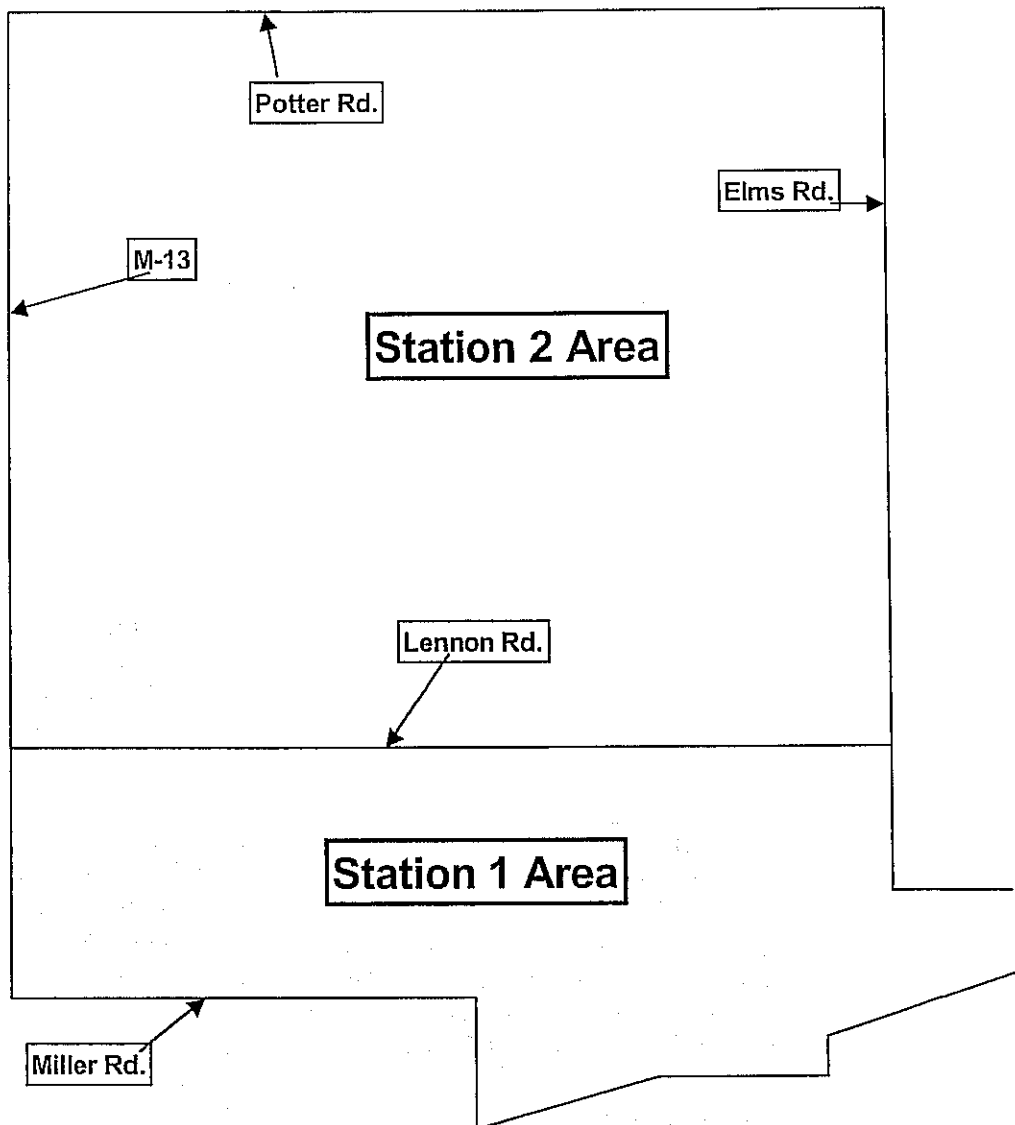 Potter Rd.
Elms Rd.
M-13
Station 2 Area
Lennon Rd.
Station 1 Area
Miller Rd.